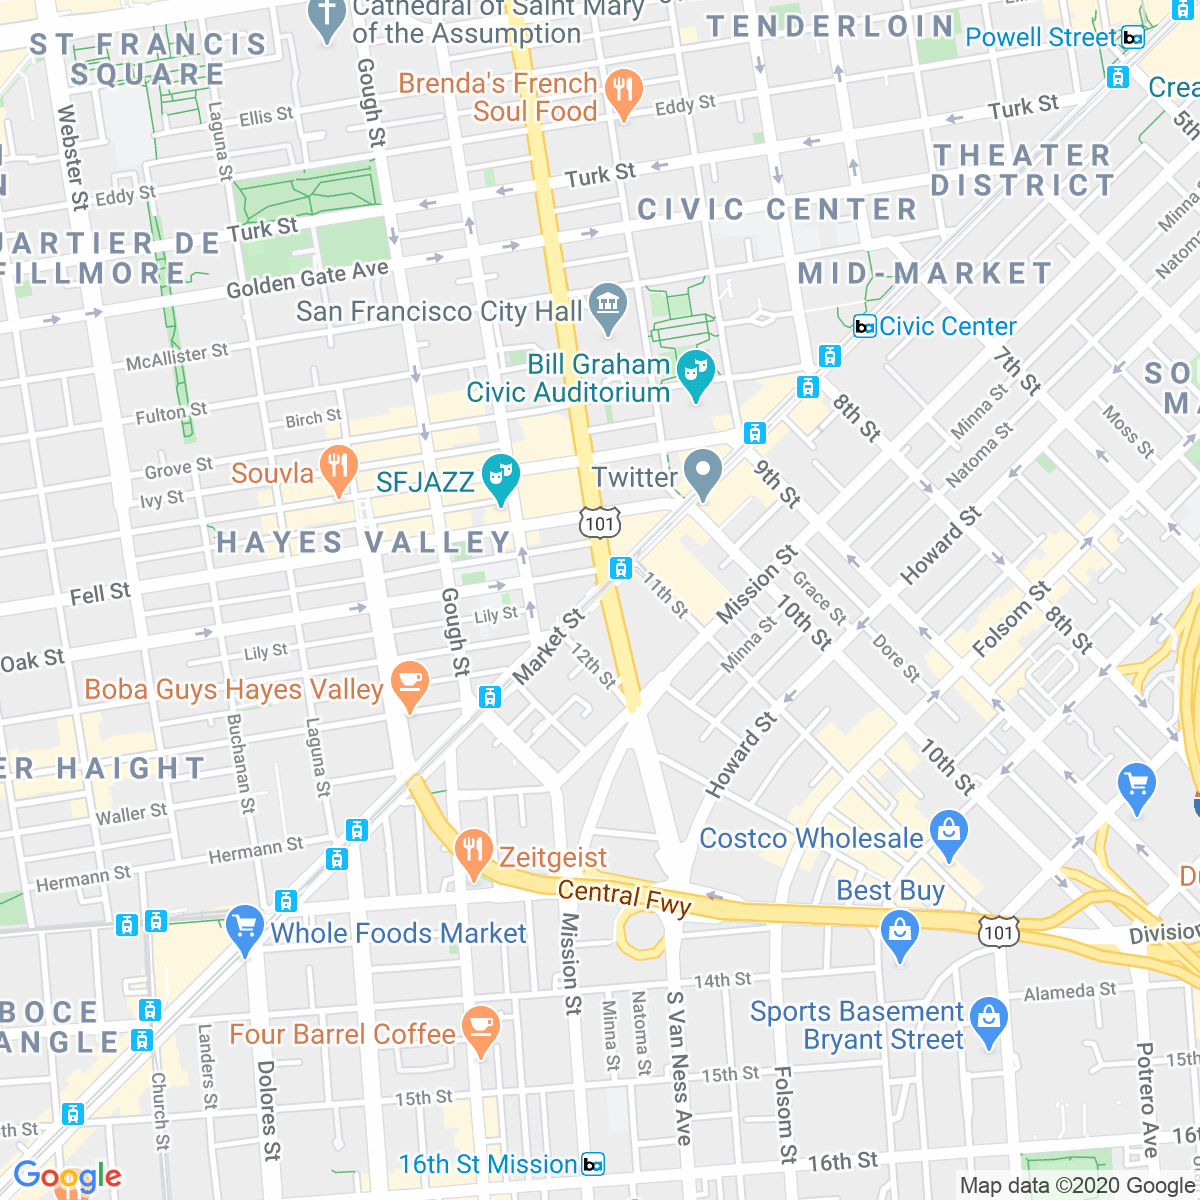 Cathedral of Saint Mary
of the Assumption
TENDERLOIN
Powell Street
ST FRANCIS
SQUARE
Brenda's French
Soul Food
Eddy St
Turk St
Crea
5th St
Ellis St
Gough St
Laguna St
Webster St
THEATER
DISTRICT
Turk St
Eddy St
CIVIC CENTER
Minna St
Natoma St
Turk St
UARTIER DE
FILLMORE
Golden Gate Ave
MID-MARKET
San Francisco City Hall
Civic Center
McAllister St
Bill Graham
Civic Auditorium
7th St
SO
MA
Fulton St
Birch St
8th St
Minna St
Moss St
Natoma St
Grove St
Souvla
SFJAZZ
Twitter
9th St
Ivy St
101
HAYES VALLEY
Howard St
Mission St
Fell St
11th St
Grace St
10th St
Folsom St
8th St
Gough St
Lily St
Market St
Minna St
Dore St
Oak St
Lily St
12th St
Boba Guys Hayes Valley
Buchanan St
Laguna St
Howard St
10th St
ER HAIGHT
Waller St
Costco Wholesale
Hermann St
Zeitgeist
Hermann St
Central Fwy
Best Buy
Du
Whole Foods Market
101
Division
Mission St
14th St
Alameda St
BOCE
ANGLE
Four Barrel Coffee
Minna St
Natoma St
S Van Ness Ave
Sports Basement
Bryant Street
Landers St
Dolores St
Church St
15th St
15th St
Folsom St
Potrero Ave
5th St
16th St Mission
16th St
16th St
Google
Map data ©2020 Google